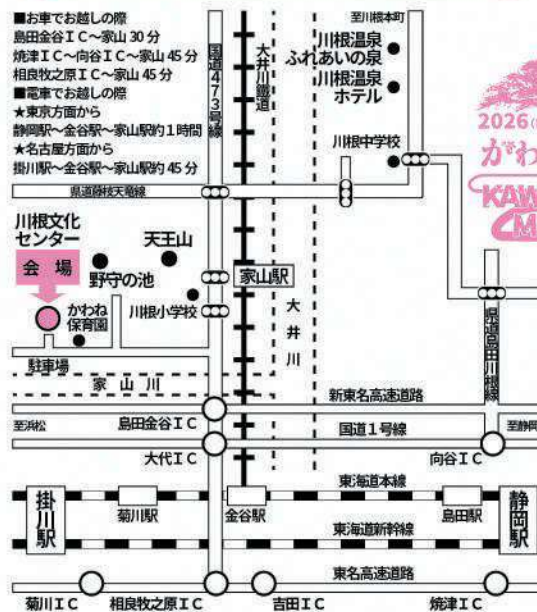 ■お車でお越しの際
島田金谷ＩＣ～家山 30 分
焼津ＩＣ～向谷ＩＣ～家山 45 分
相良牧之原ＩＣ～家山 45 分
■電車でお越しの際
★東京方面から
静岡駅～金谷駅～家山駅約１時間
★名古屋方面から
掛川駅～金谷駅～家山駅約 45 分
国道４７３号線
大井川鐵道
至川根本町
川根温泉
ふれあいの泉
川根温泉
ホテル
川根中学校
2026
がわ
KAW
県道藤枝天竜線
川根文化
センター
会 場
天王山
野守の池
家山駅
川根小学校
かわね
保育園
大井川
県道島田川根線
駐車場
家 山 川
新東名高速道路
至浜松
島田金谷ＩＣ
国道１号線
至静岡
大代ＩＣ
向谷ＩＣ
東海道本線
掛川駅
菊川駅
金谷駅
島田駅
静岡駅
東海道新幹線
東名高速道路
菊川ＩＣ
相良牧之原ＩＣ
吉田ＩＣ
焼津ＩＣ